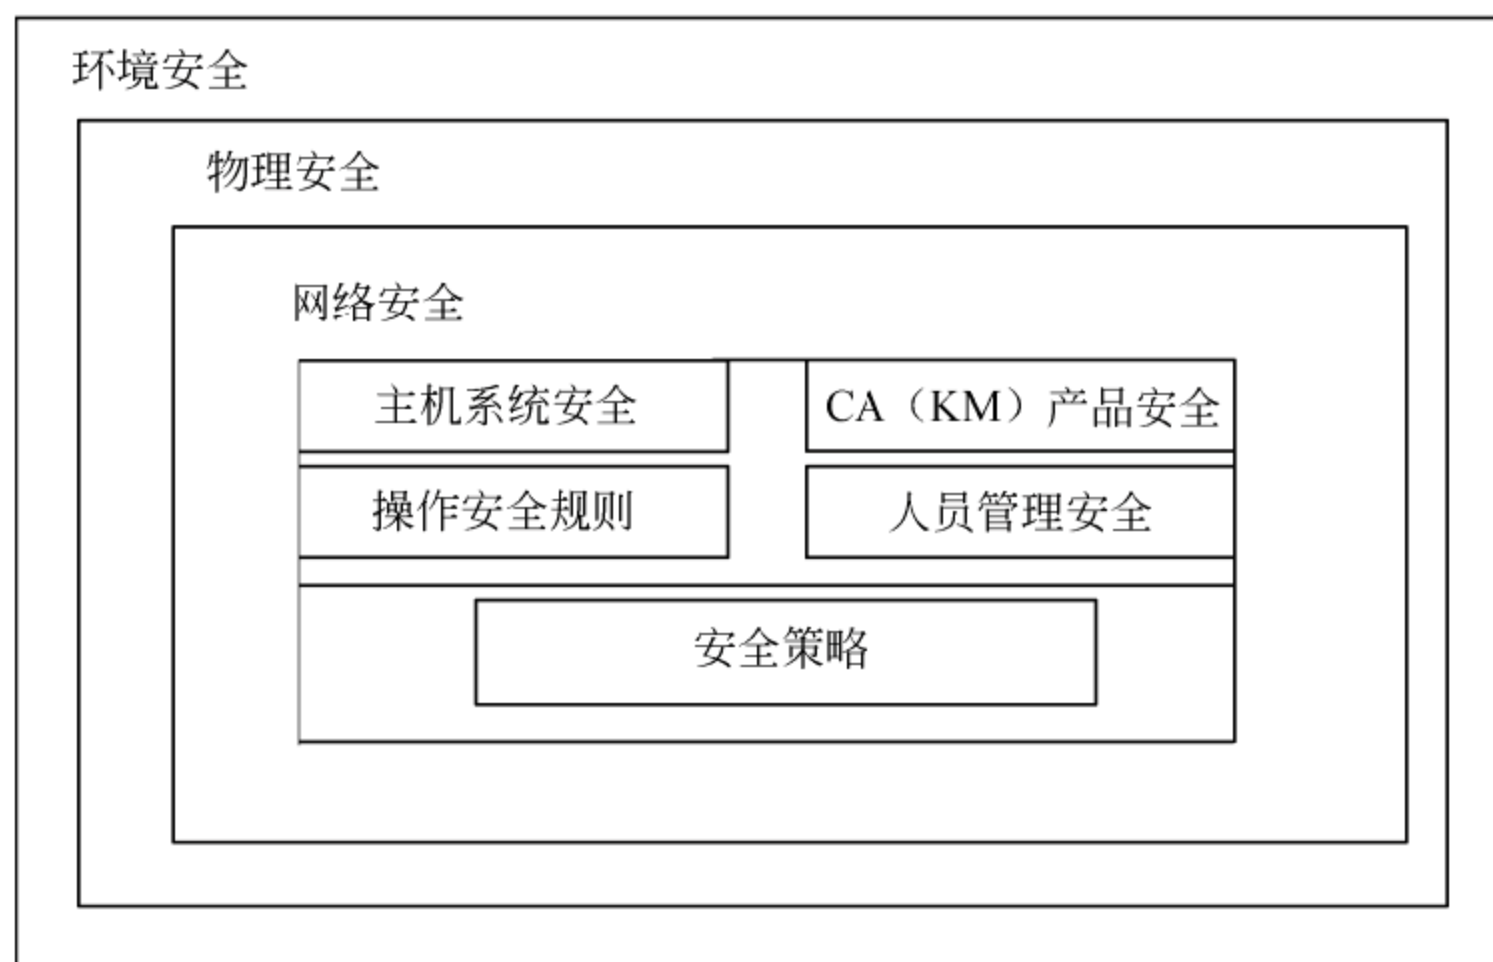 环境安全
物理安全
网络安全
主机系统安全
CA（KM）产品安全
操作安全规则
人员管理安全
安全策略